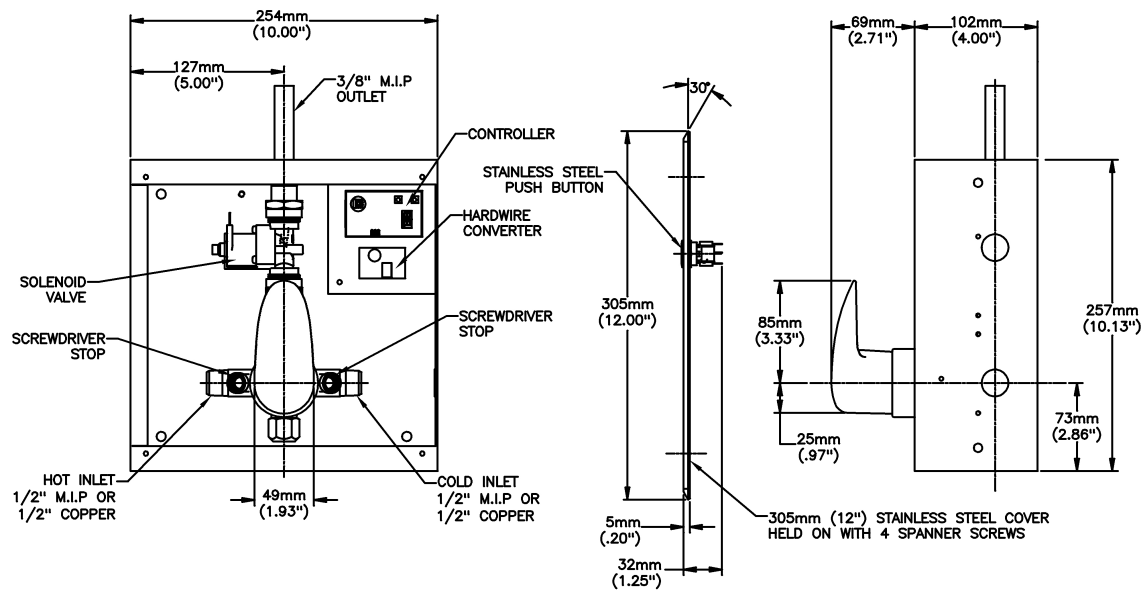 254mm
(10.00")
127mm
(5.00")
3/8" M.I.P
OUTLET
CONTROLLER
HARDWIRE
CONVERTER
SOLENOID
VALVE
SCREWDRIVER
STOP
SCREWDRIVER
STOP
HOT INLET
1/2" M.I.P OR
1/2" COPPER
49mm
(1.93")
COLD INLET
1/2" M.I.P OR
1/2" COPPER
30°
STAINLESS STEEL
PUSH BUTTON
305mm
(12.00")
5mm
(.20")
32mm
(1.25")
305mm (12") STAINLESS STEEL COVER
HELD ON WITH 4 SPANNER SCREWS
69mm
(2.71")
102mm
(4.00")
85mm
(3.33")
25mm
(.97")
257mm
(10.13")
73mm
(2.86")